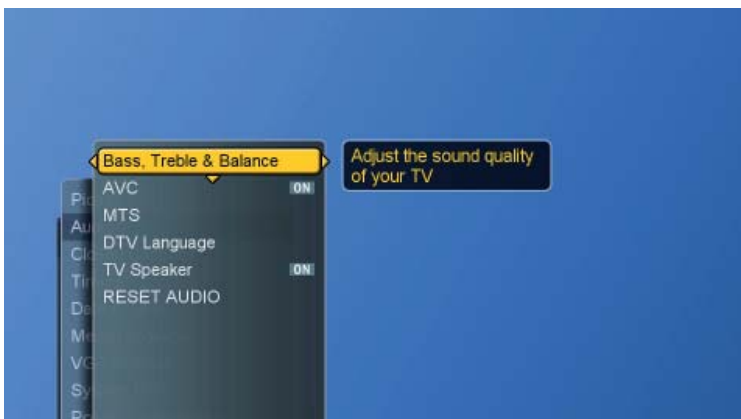 Bass, Treble & Balance
Adjust the sound quality
of your TV
AVC ON
MTS
DTV Language
TV Speaker ON
RESET AUDIO